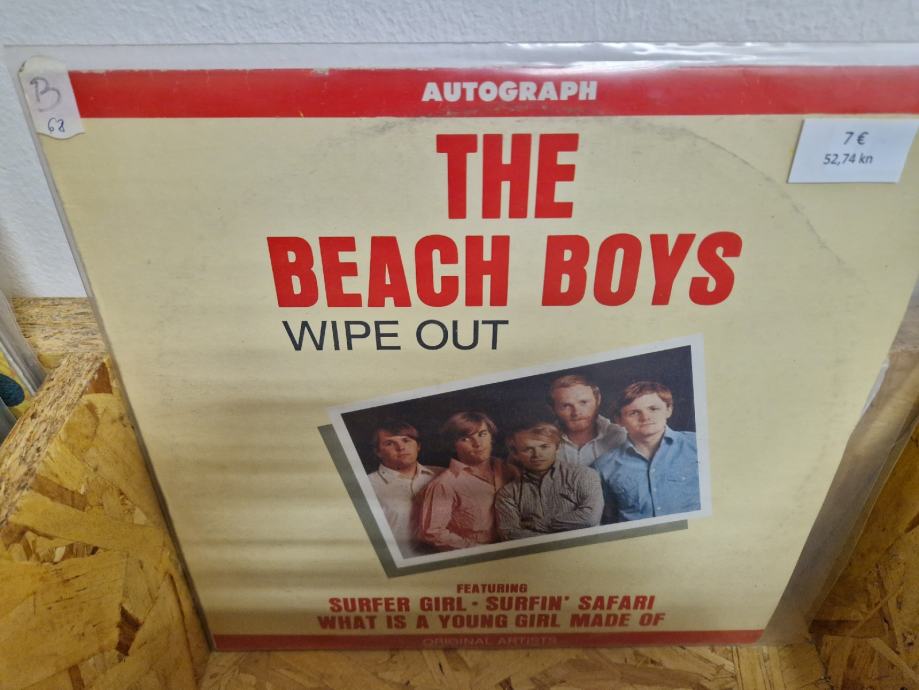 B
68
AUTOGRAPH
7 €
52,74 kn
THE
BEACH BOYS
WIPE OUT
FEATURING
SURFER GIRL • SURFIN' SAFARI
WHAT IS A YOUNG GIRL MADE OF
ORIGINAL ARTISTS